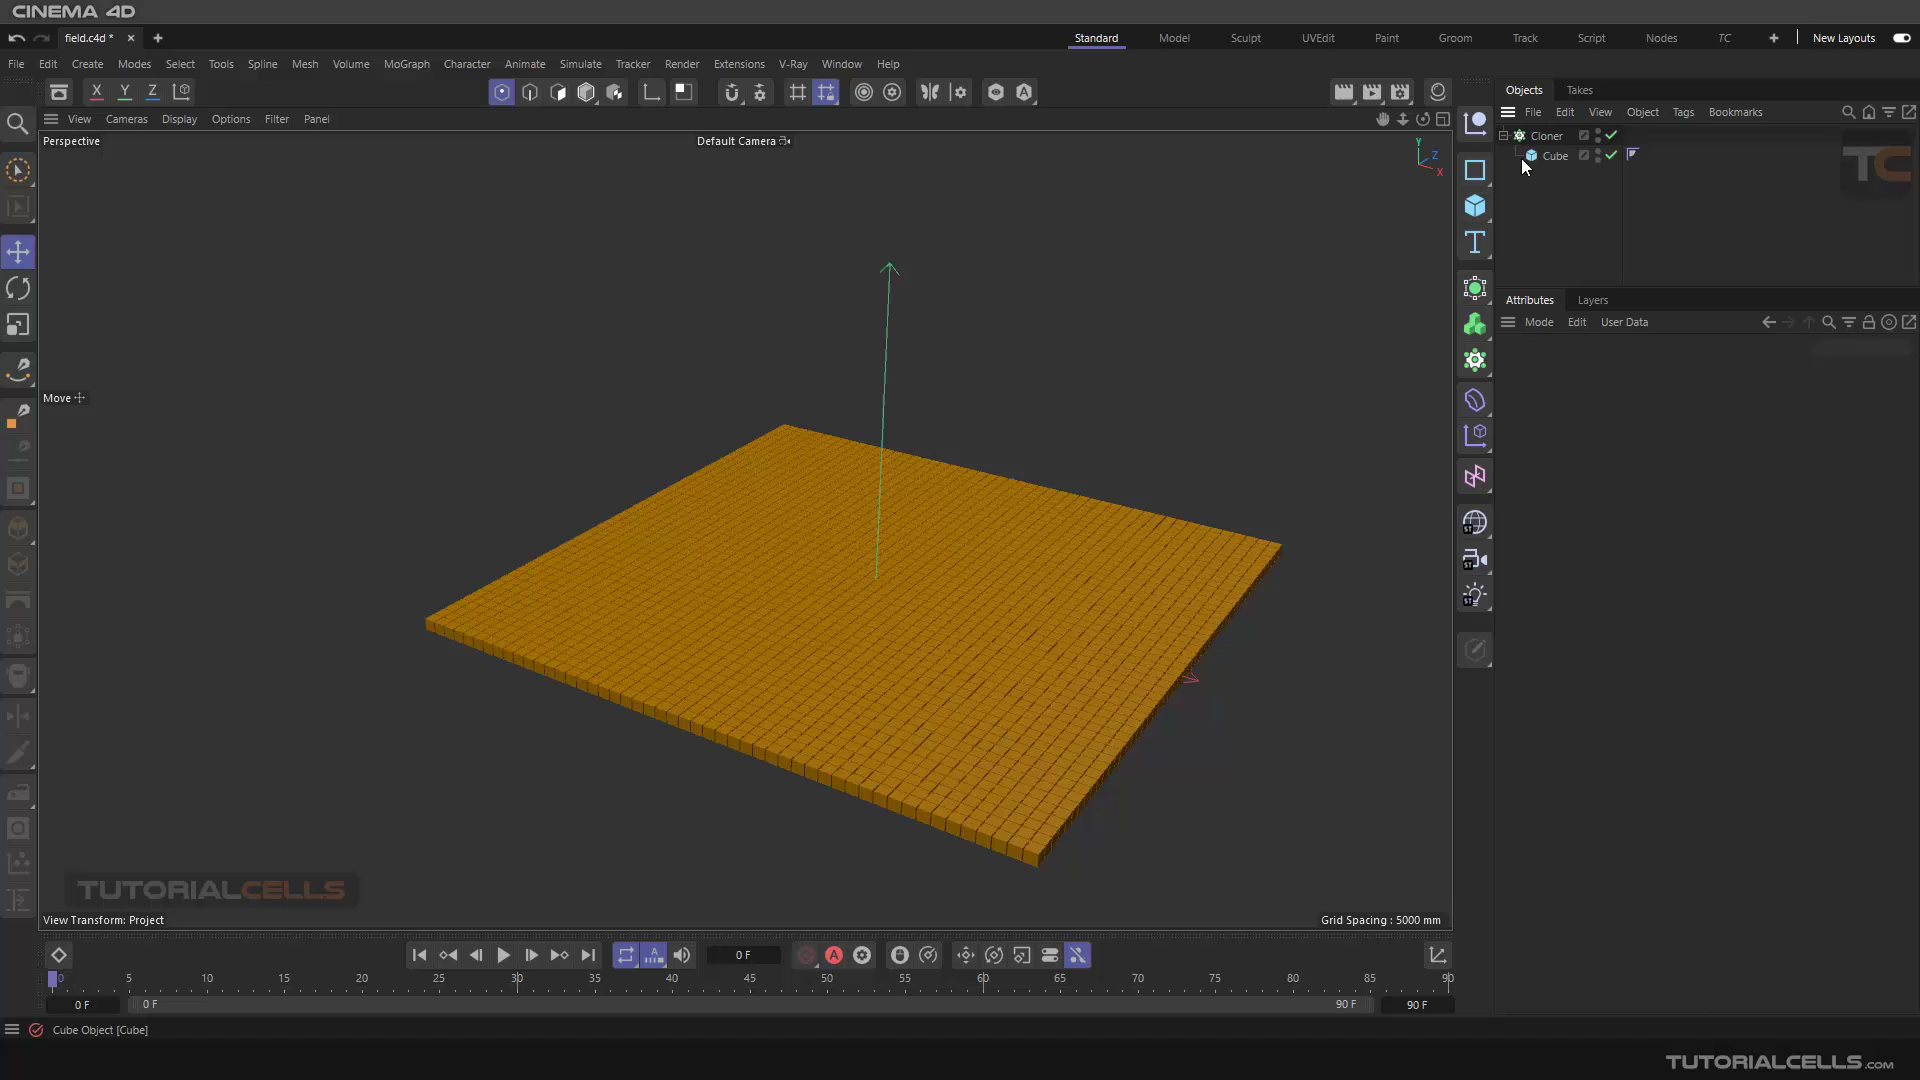 CINEMA 4D
field.c4d *
Standard Model Sculpt UVEdit Paint Groom Track Script Nodes TC New Layouts
File Edit Create Modes Select Tools Spline Mesh Volume MoGraph Character Animate Simulate Tracker Render Extensions V-Ray Window Help
X Y Z
Objects Takes
File Edit View Object Tags Bookmarks
View Cameras Display Options Filter Panel
Perspective
Default Camera
Y
Z
X
Cloner
Cube
TC
Attributes Layers
Mode Edit User Data
Move
TUTORIALCELLS
View Transform: Project
Grid Spacing : 5000 mm
0 F
0 5 10 15 20 25 30 35 40 45 50 55 60 65 70 75 80 85 90
0 F 0 F 90 F 90 F
Cube Object [Cube]
TUTORIALCELLS.COM